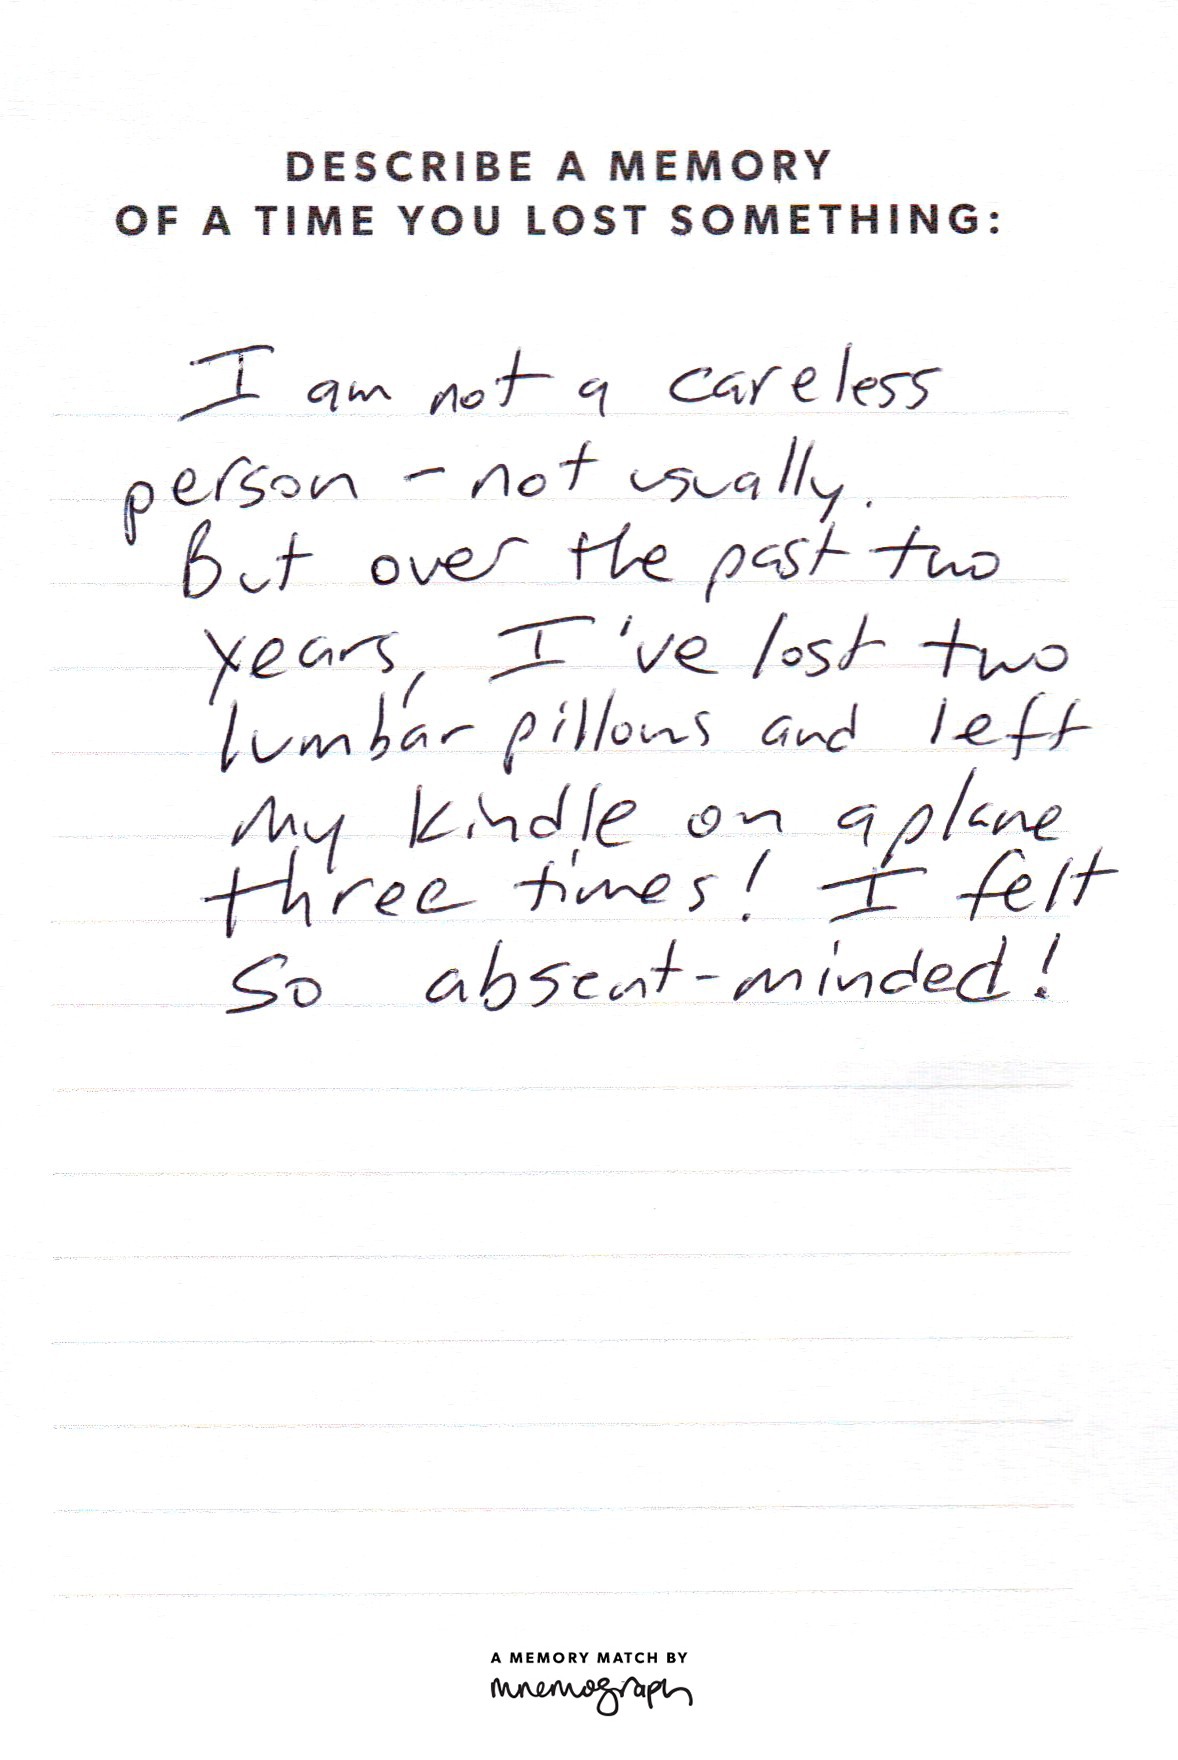 DESCRIBE A MEMORY
OF A TIME YOU LOST SOMETHING:
I am not a careless
person - not usually.
But over the past two
years, I've lost two
lumbar pillows and left
my kindle on a plane
three times! I felt
so absent-minded!
A MEMORY MATCH BY
mnemograph